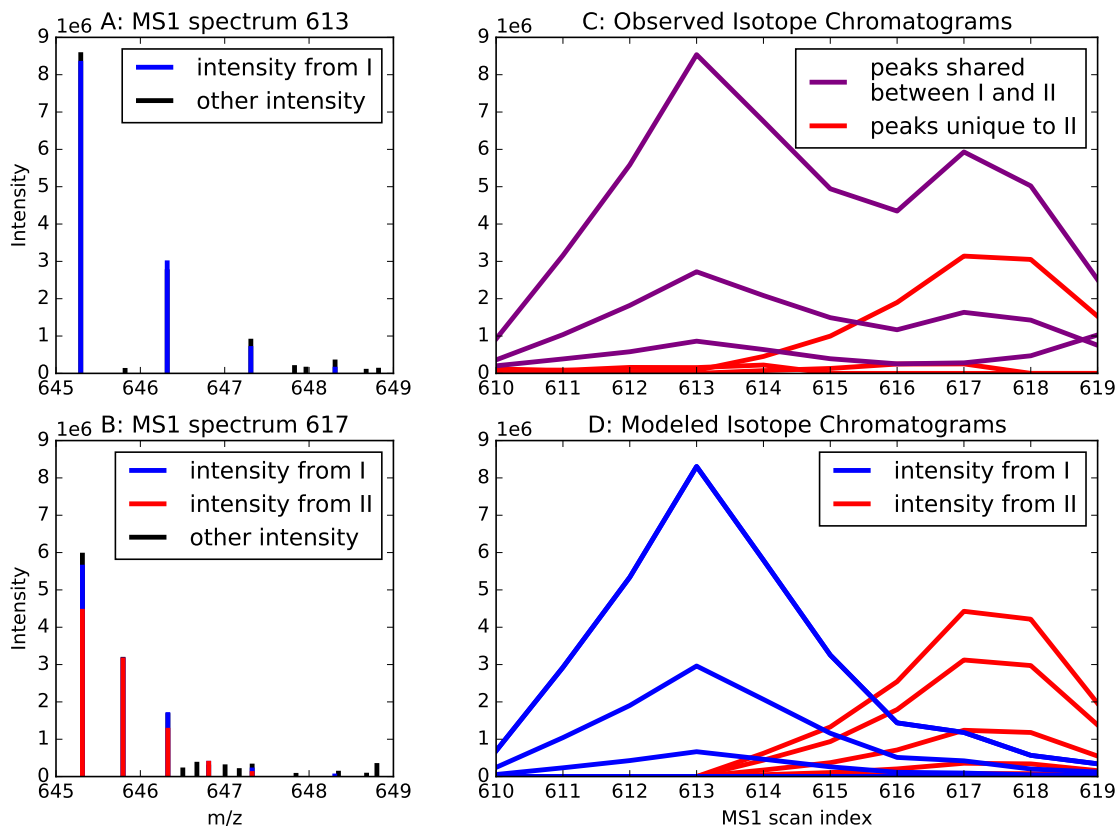 A: MS1 spectrum 613
1e6
9
8
7
6
5
4
3
2
1
0
Intensity
intensity from I
other intensity
645 646 647 648 649
C: Observed Isotope Chromatograms
1e6
9
8
7
6
5
4
3
2
1
0
peaks shared
between I and II
peaks unique to II
610 611 612 613 614 615 616 617 618 619
B: MS1 spectrum 617
1e6
9
8
7
6
5
4
3
2
1
0
Intensity
intensity from I
intensity from II
other intensity
645 646 647 648 649
m/z
D: Modeled Isotope Chromatograms
1e6
9
8
7
6
5
4
3
2
1
0
intensity from I
intensity from II
610 611 612 613 614 615 616 617 618 619
MS1 scan index